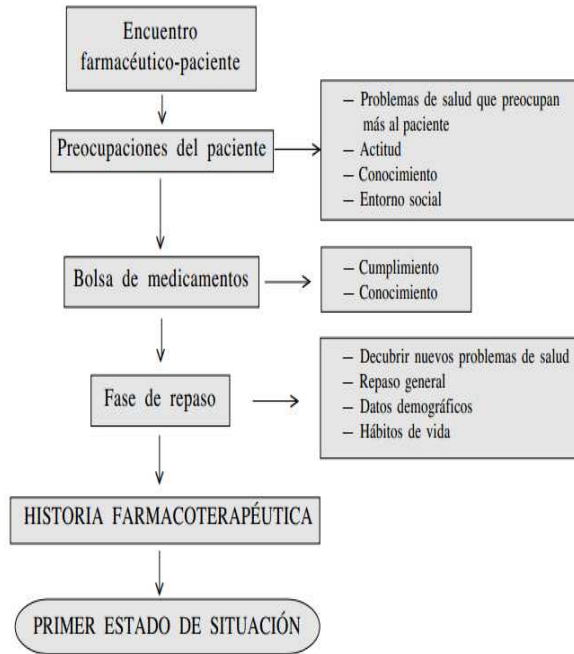 Encuentro
farmacéutico-paciente
Preocupaciones del paciente
– Problemas de salud que preocupan
más al paciente
– Actitud
– Conocimiento
– Entorno social
Bolsa de medicamentos
– Cumplimiento
– Conocimiento
Fase de repaso
– Decubrir nuevos problemas de salud
– Repaso general
– Datos demográficos
– Hábitos de vida
HISTORIA FARMACOTERAPÉUTICA
PRIMER ESTADO DE SITUACIÓN